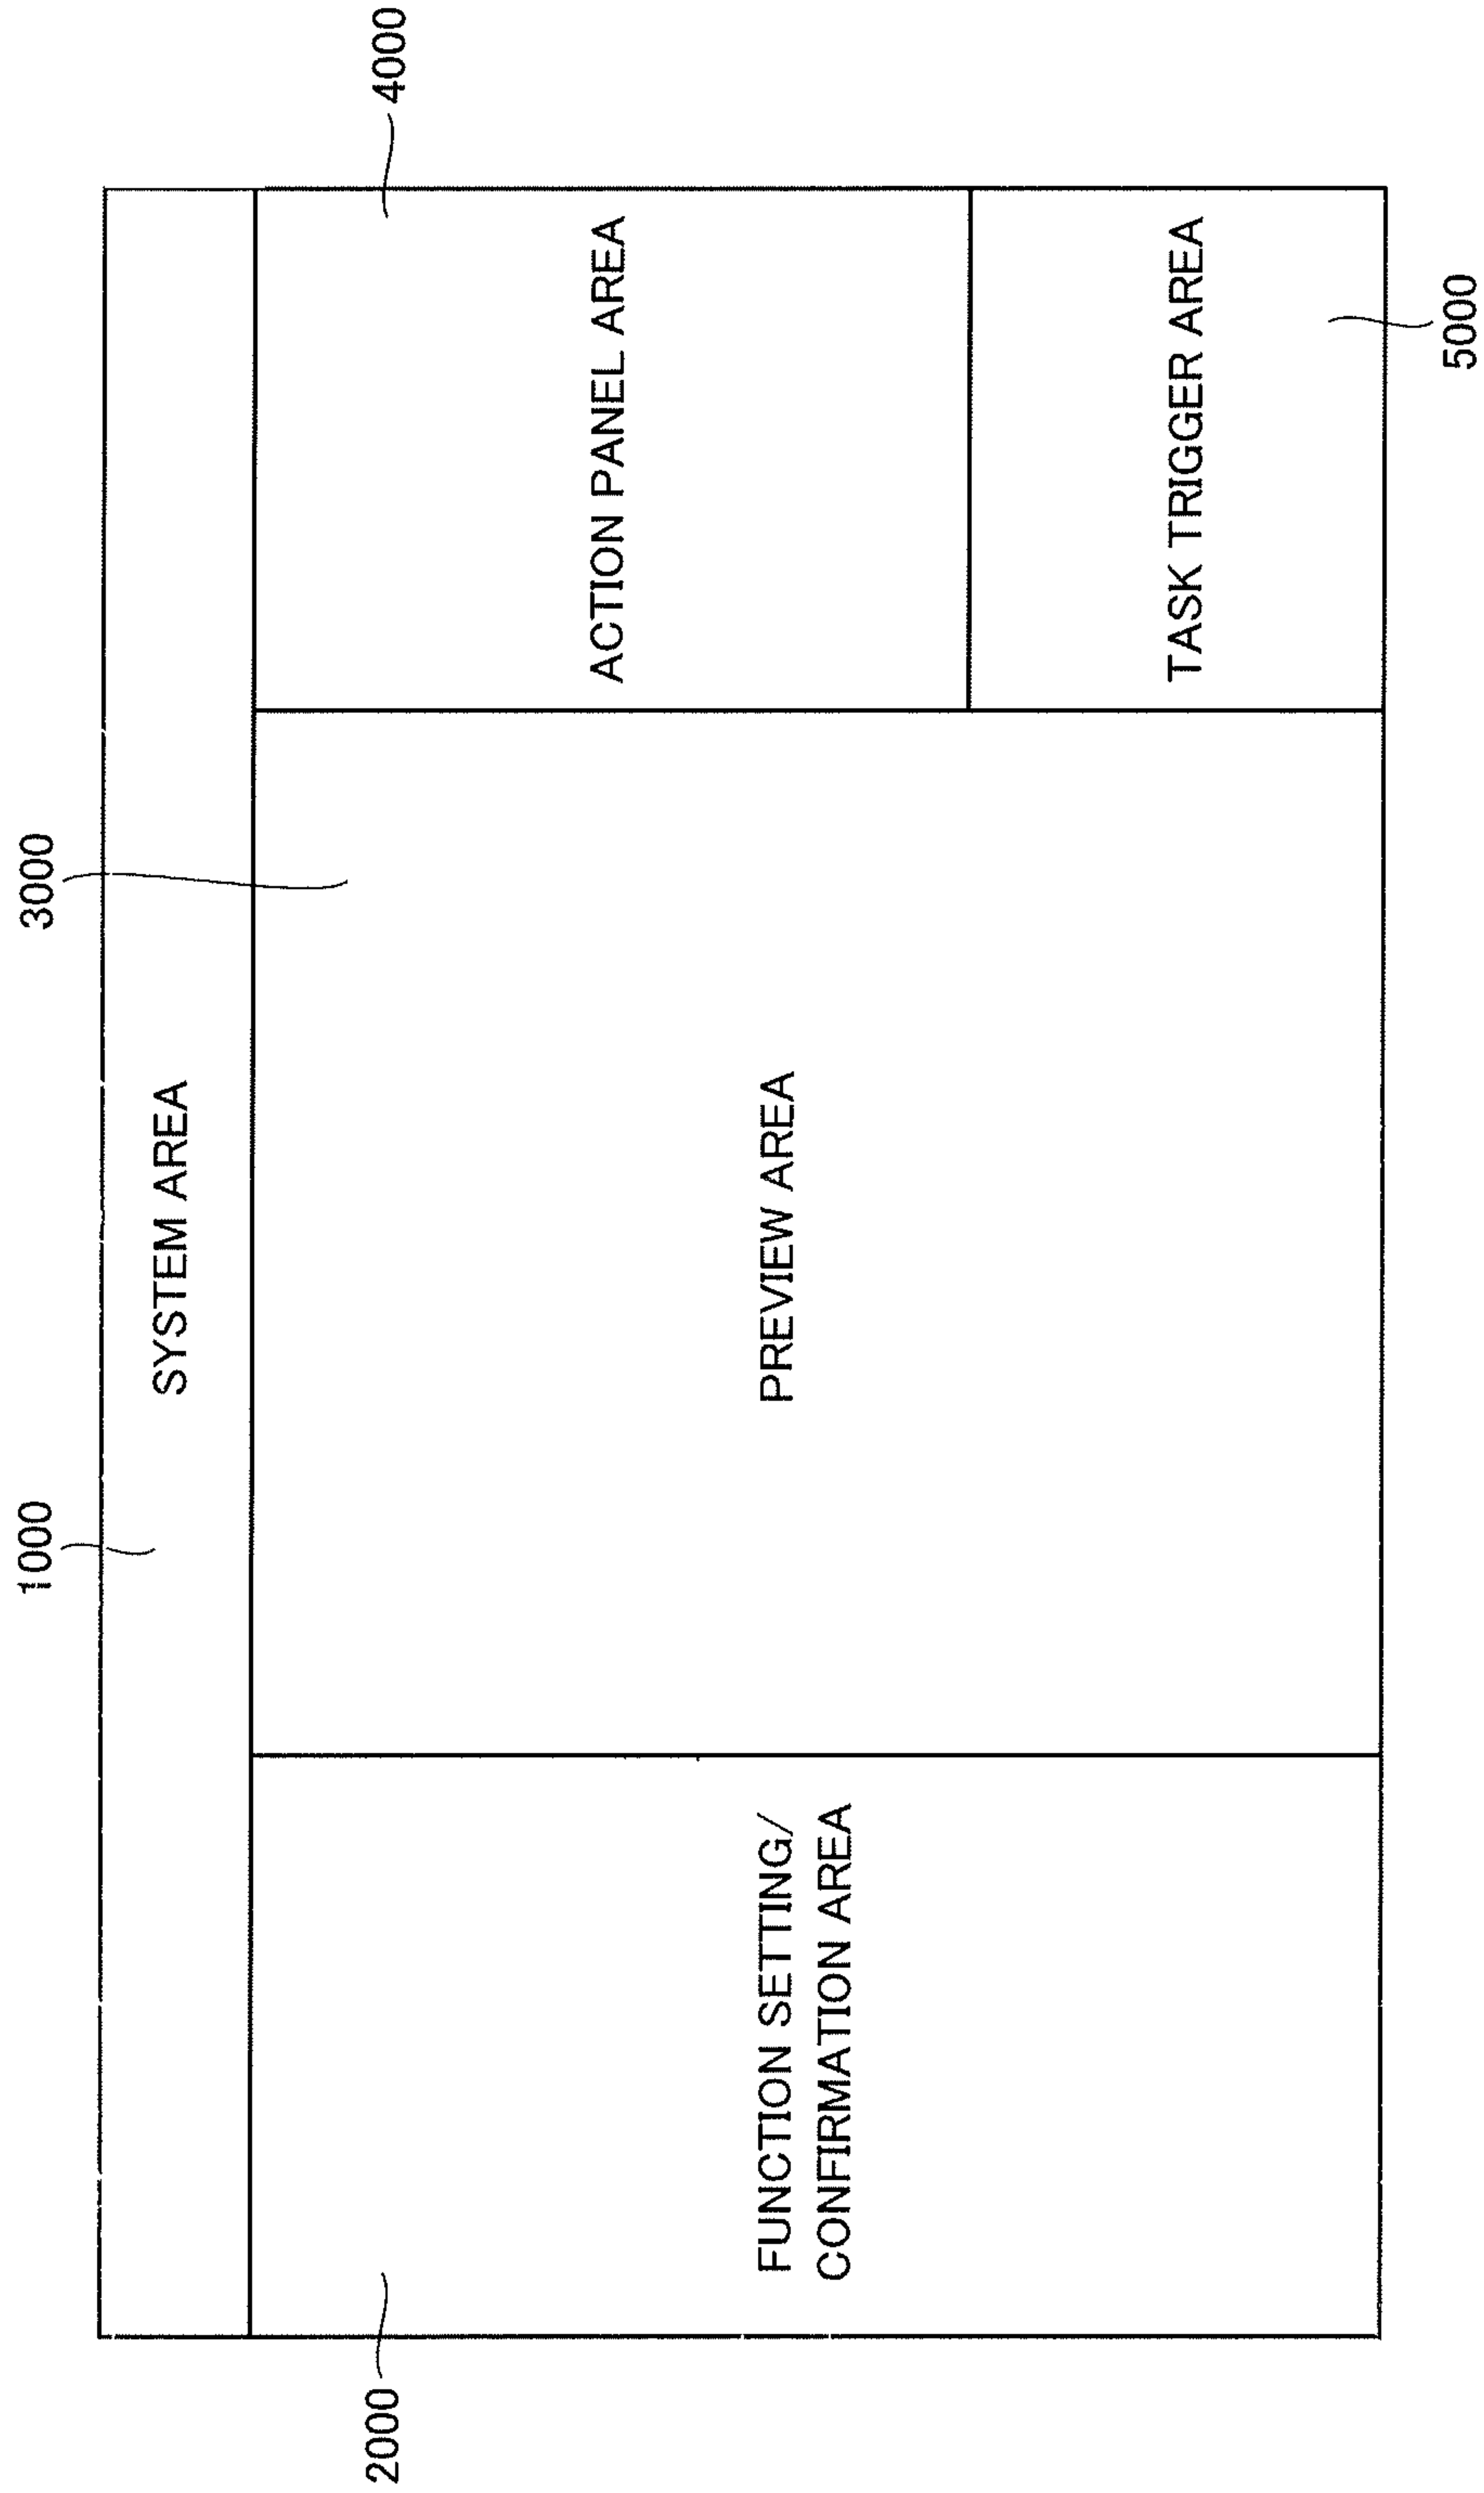 1000
3000
SYSTEM AREA
2000
4000
FUNCTION SETTING/
CONFIRMATION AREA
PREVIEW AREA
ACTION PANEL AREA
TASK TRIGGER AREA
5000